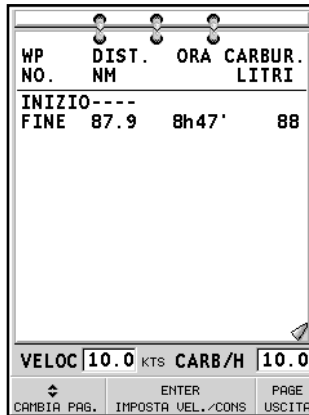 WP DIST. ORA CARBUR.
NO. NM LITRI
INIZIO----
FINE 87.9 8h47' 88
VELOC 10.0 KTS CARB/H 10.0
ENTER PAGE
CAMBIA PAG. IMPOSTA VEL./CONS USCITA